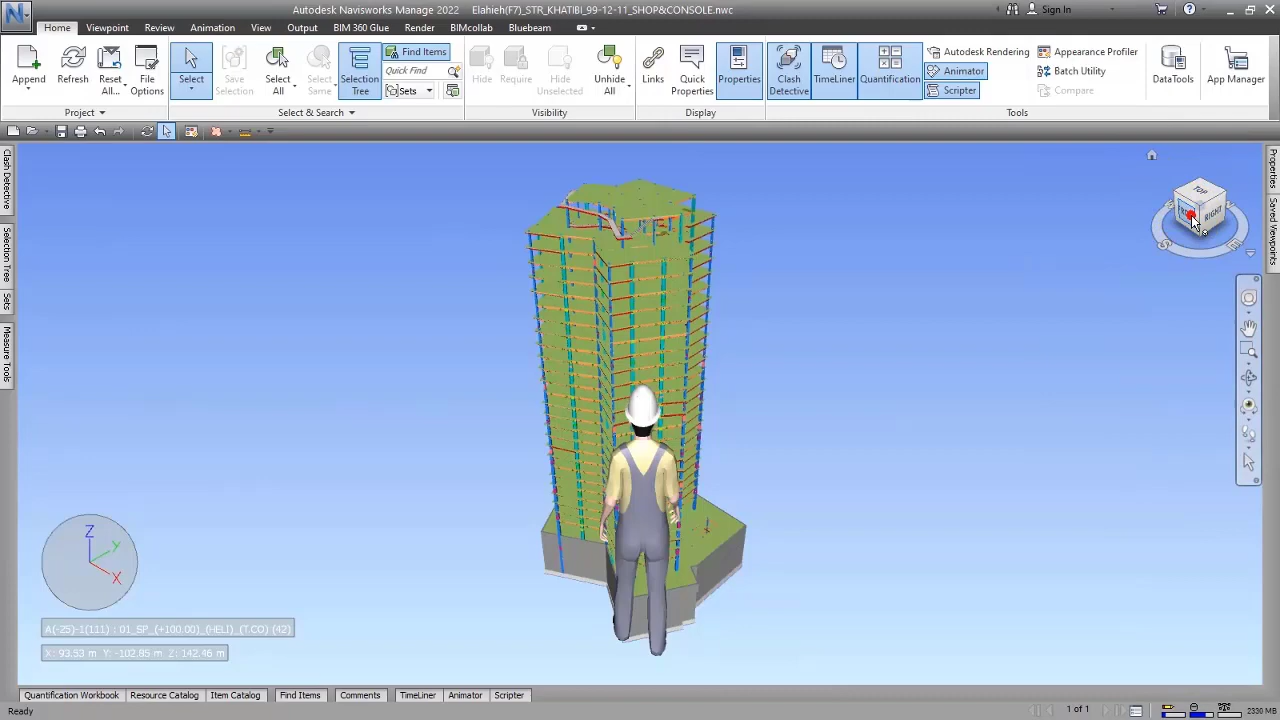 Autodesk Navisworks Manage 2022 Elahieh(F7)_STR_KHATIBI_99-12-11_SHOP&CONSOLE.nwc
Sign In
Home Viewpoint Review Animation View Output BIM 360 Glue Render BIMcollab Bluebeam
Append
Refresh
Reset All...
File Options
Select
Save Selection
Select All
Select Same
Selection Tree
Find Items
Quick Find
Sets
Hide
Require
Hide Unselected
Unhide All
Links
Quick Properties
Properties
Clash Detective
TimeLiner
Quantification
Autodesk Rendering
Animator
Scripter
Appearance Profiler
Batch Utility
Compare
DataTools
App Manager
Project
Select & Search
Visibility
Display
Tools
Clash Detective
Selection Tree
Sets
Measure Tools
Properties
Saved Viewpoints
TOP
RIGHT
Z
Y
X
A(-25)-1(111) : 01_SP_(+100.00)_(HELI)_(T.CO) (42)
X: 93.53 m Y: -102.85 m Z: 142.46 m
Quantification Workbook Resource Catalog Item Catalog Find Items Comments TimeLiner Animator Scripter
Ready
1 of 1
2330 MB